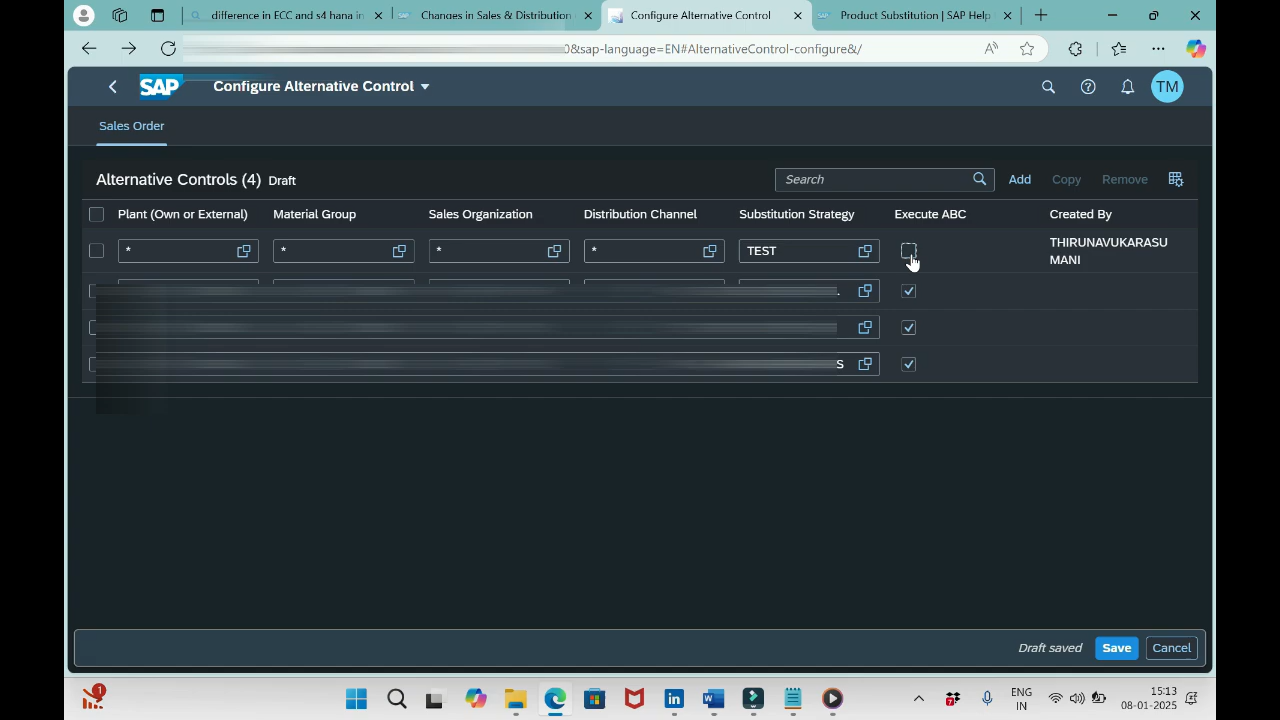 difference in ECC and s4 hana in
Changes in Sales & Distribution
Configure Alternative Control
Product Substitution | SAP Help
0&sap-language=EN#AlternativeControl-configure&/
SAP
Configure Alternative Control
TM
Sales Order
Alternative Controls (4) Draft
Search
Add
Copy
Remove
Plant (Own or External)
Material Group
Sales Organization
Distribution Channel
Substitution Strategy
Execute ABC
Created By
* * * * TEST
THIRUNAVUKARASU
MANI
S
Draft saved
Save
Cancel
1
7
ENG
IN
15:13
08-01-2025